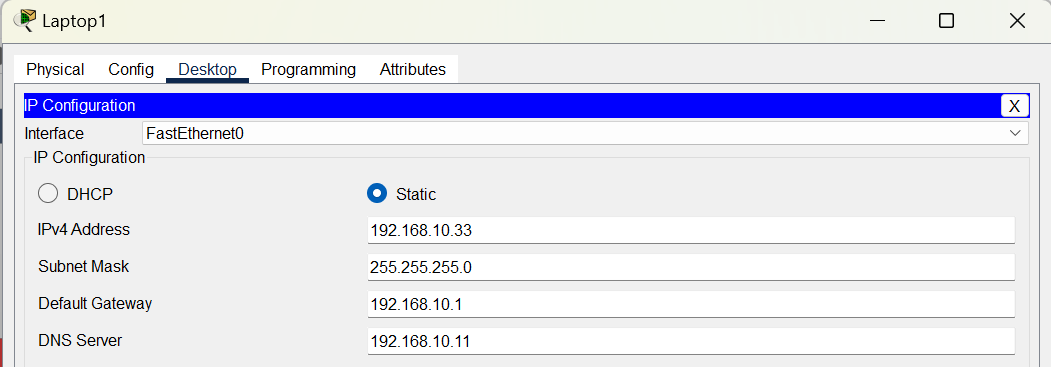 Laptop1
Physical Config Desktop Programming Attributes
IP Configuration X
Interface FastEthernet0
IP Configuration
DHCP Static
IPv4 Address 192.168.10.33
Subnet Mask 255.255.255.0
Default Gateway 192.168.10.1
DNS Server 192.168.10.11